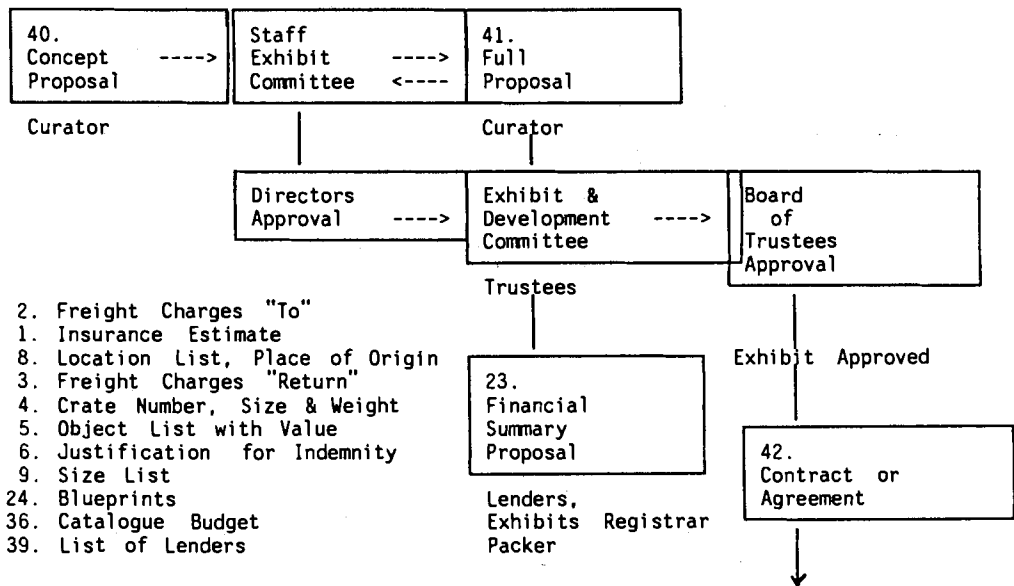 40.
Concept ---->
Proposal
Staff
Exhibit ---->
Committee <----
41.
Full
Proposal
Curator
Curator
Directors
Approval ---->
Exhibit &
Development ---->
Committee
Board
of
Trustees
Approval
Trustees
2. Freight Charges "To"
1. Insurance Estimate
8. Location List, Place of Origin
3. Freight Charges "Return"
4. Crate Number, Size & Weight
5. Object List with Value
6. Justification for Indemnity
9. Size List
24. Blueprints
36. Catalogue Budget
39. List of Lenders
23.
Financial
Summary
Proposal
Lenders,
Exhibits Registrar
Packer
Exhibit Approved
42.
Contract or
Agreement